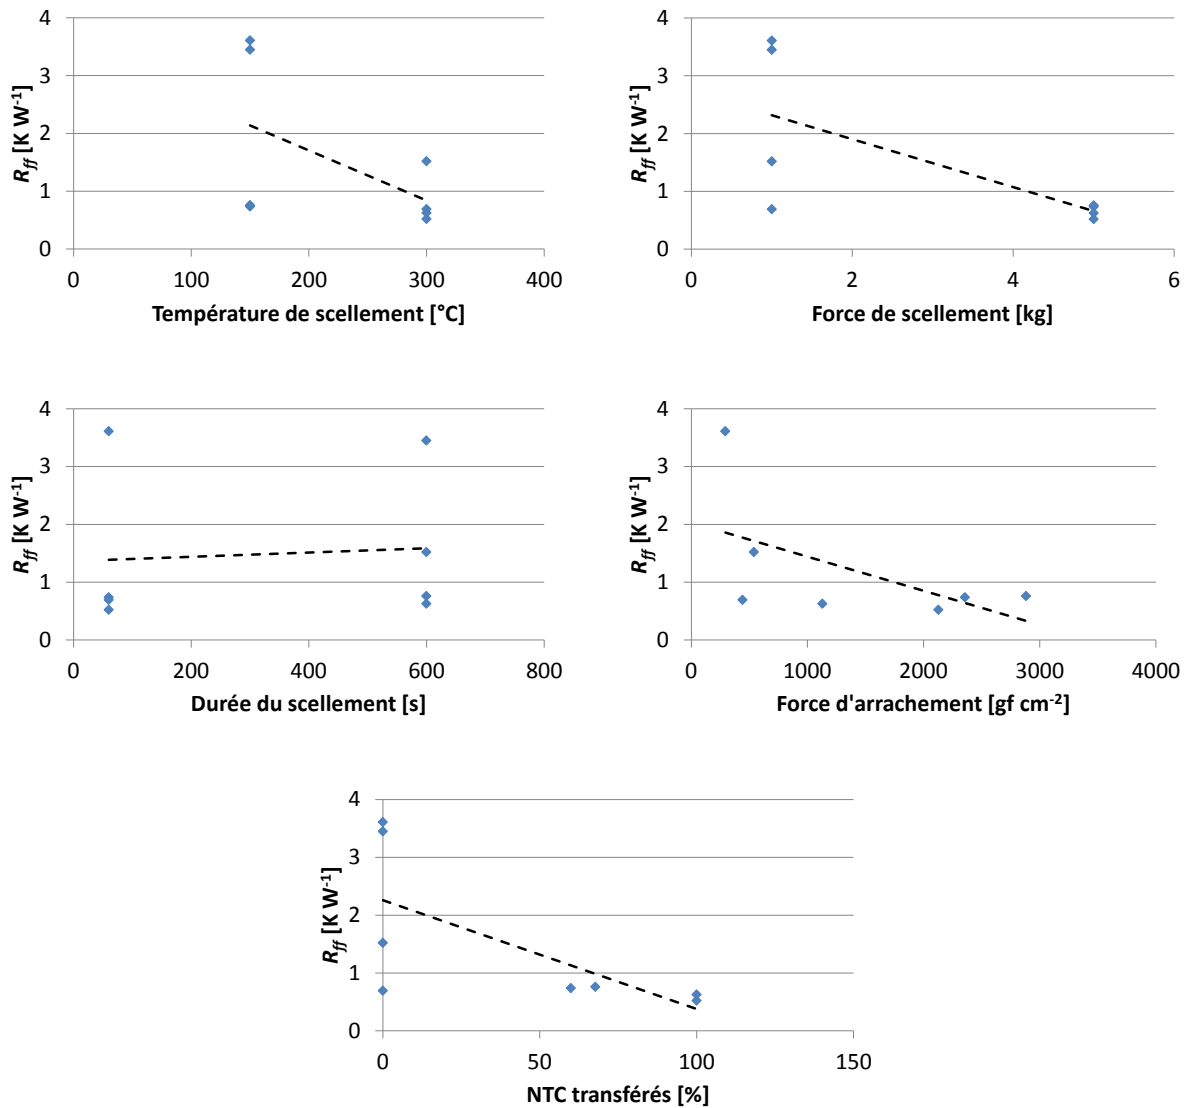 4
3
2
1
0
R_ff [K W⁻¹]
0 100 200 300 400
Température de scellement [°C]
4
3
2
1
0
R_ff [K W⁻¹]
0 2 4 6
Force de scellement [kg]
4
3
2
1
0
R_ff [K W⁻¹]
0 200 400 600 800
Durée du scellement [s]
4
3
2
1
0
R_ff [K W⁻¹]
0 1000 2000 3000 4000
Force d'arrachement [gf cm⁻²]
4
3
2
1
0
R_ff [K W⁻¹]
0 50 100 150
NTC transférés [%]